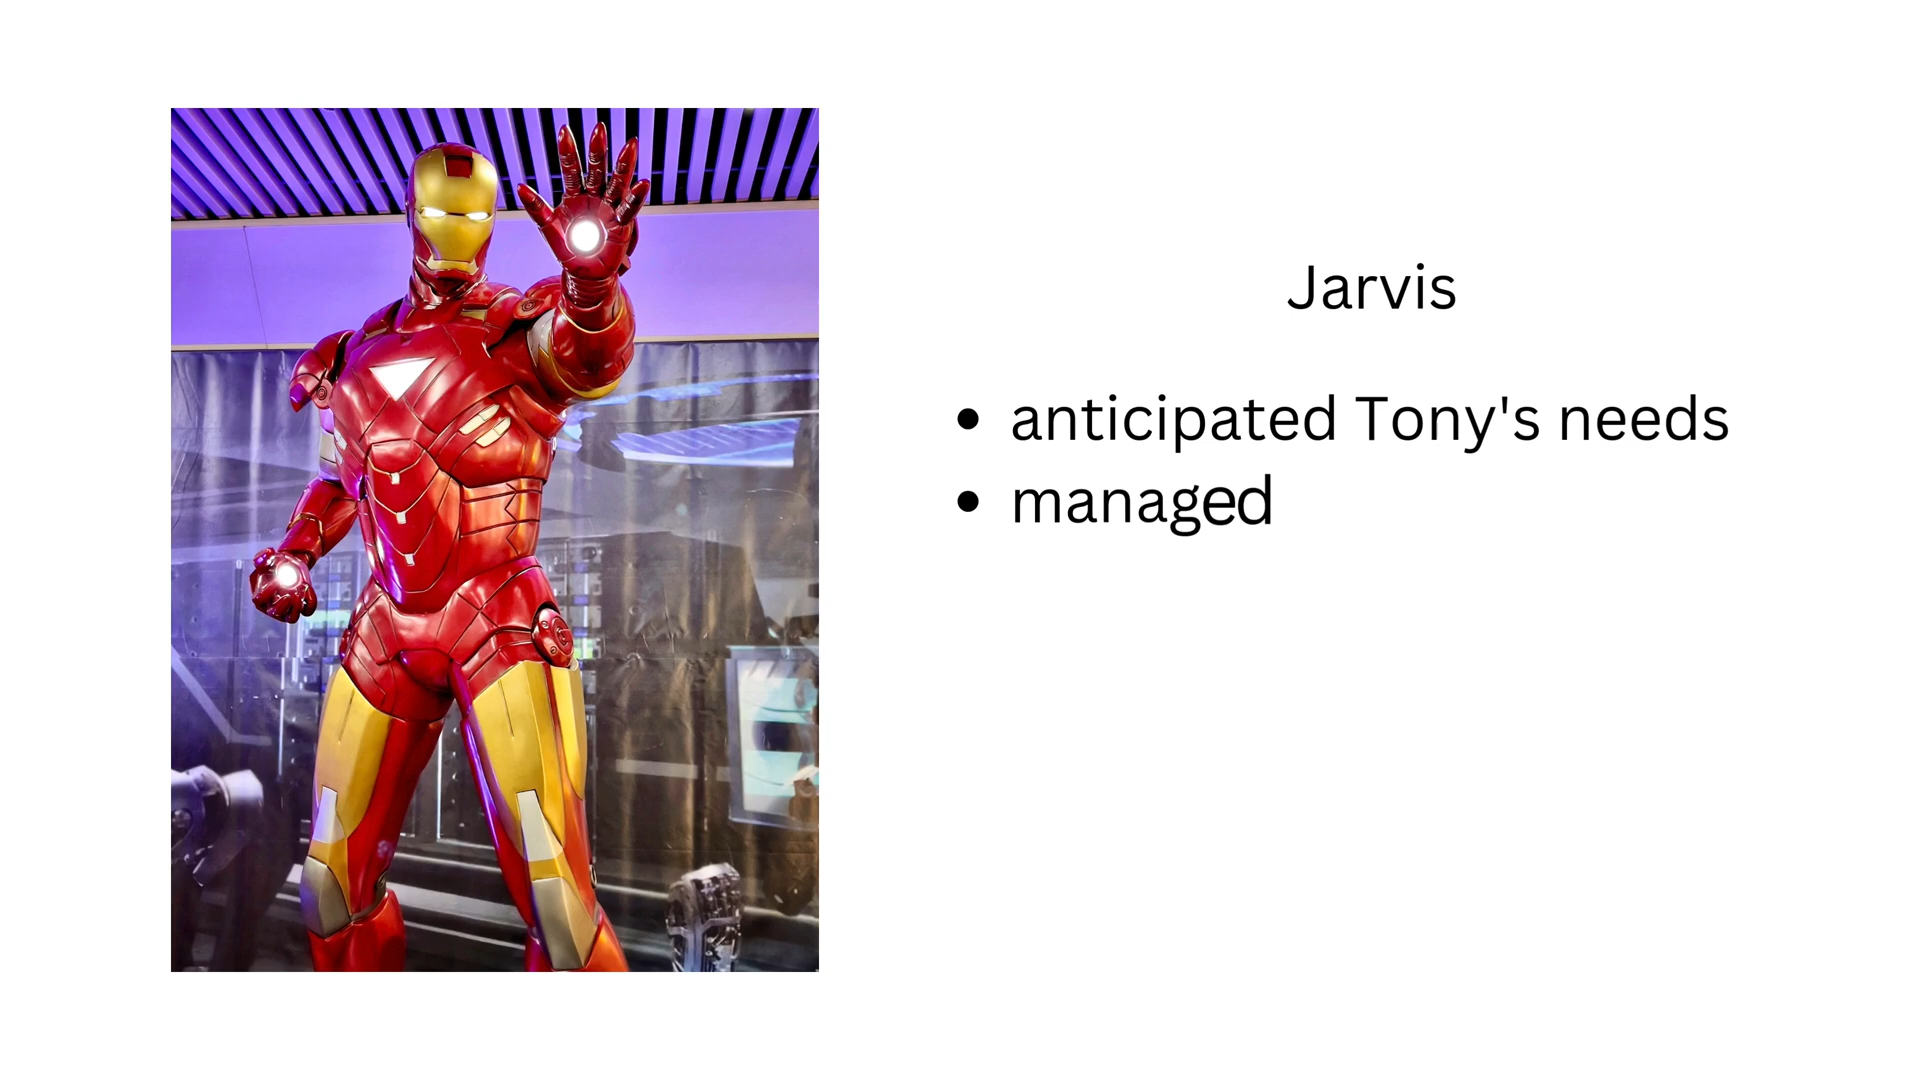 Jarvis
• anticipated Tony's needs
• managed